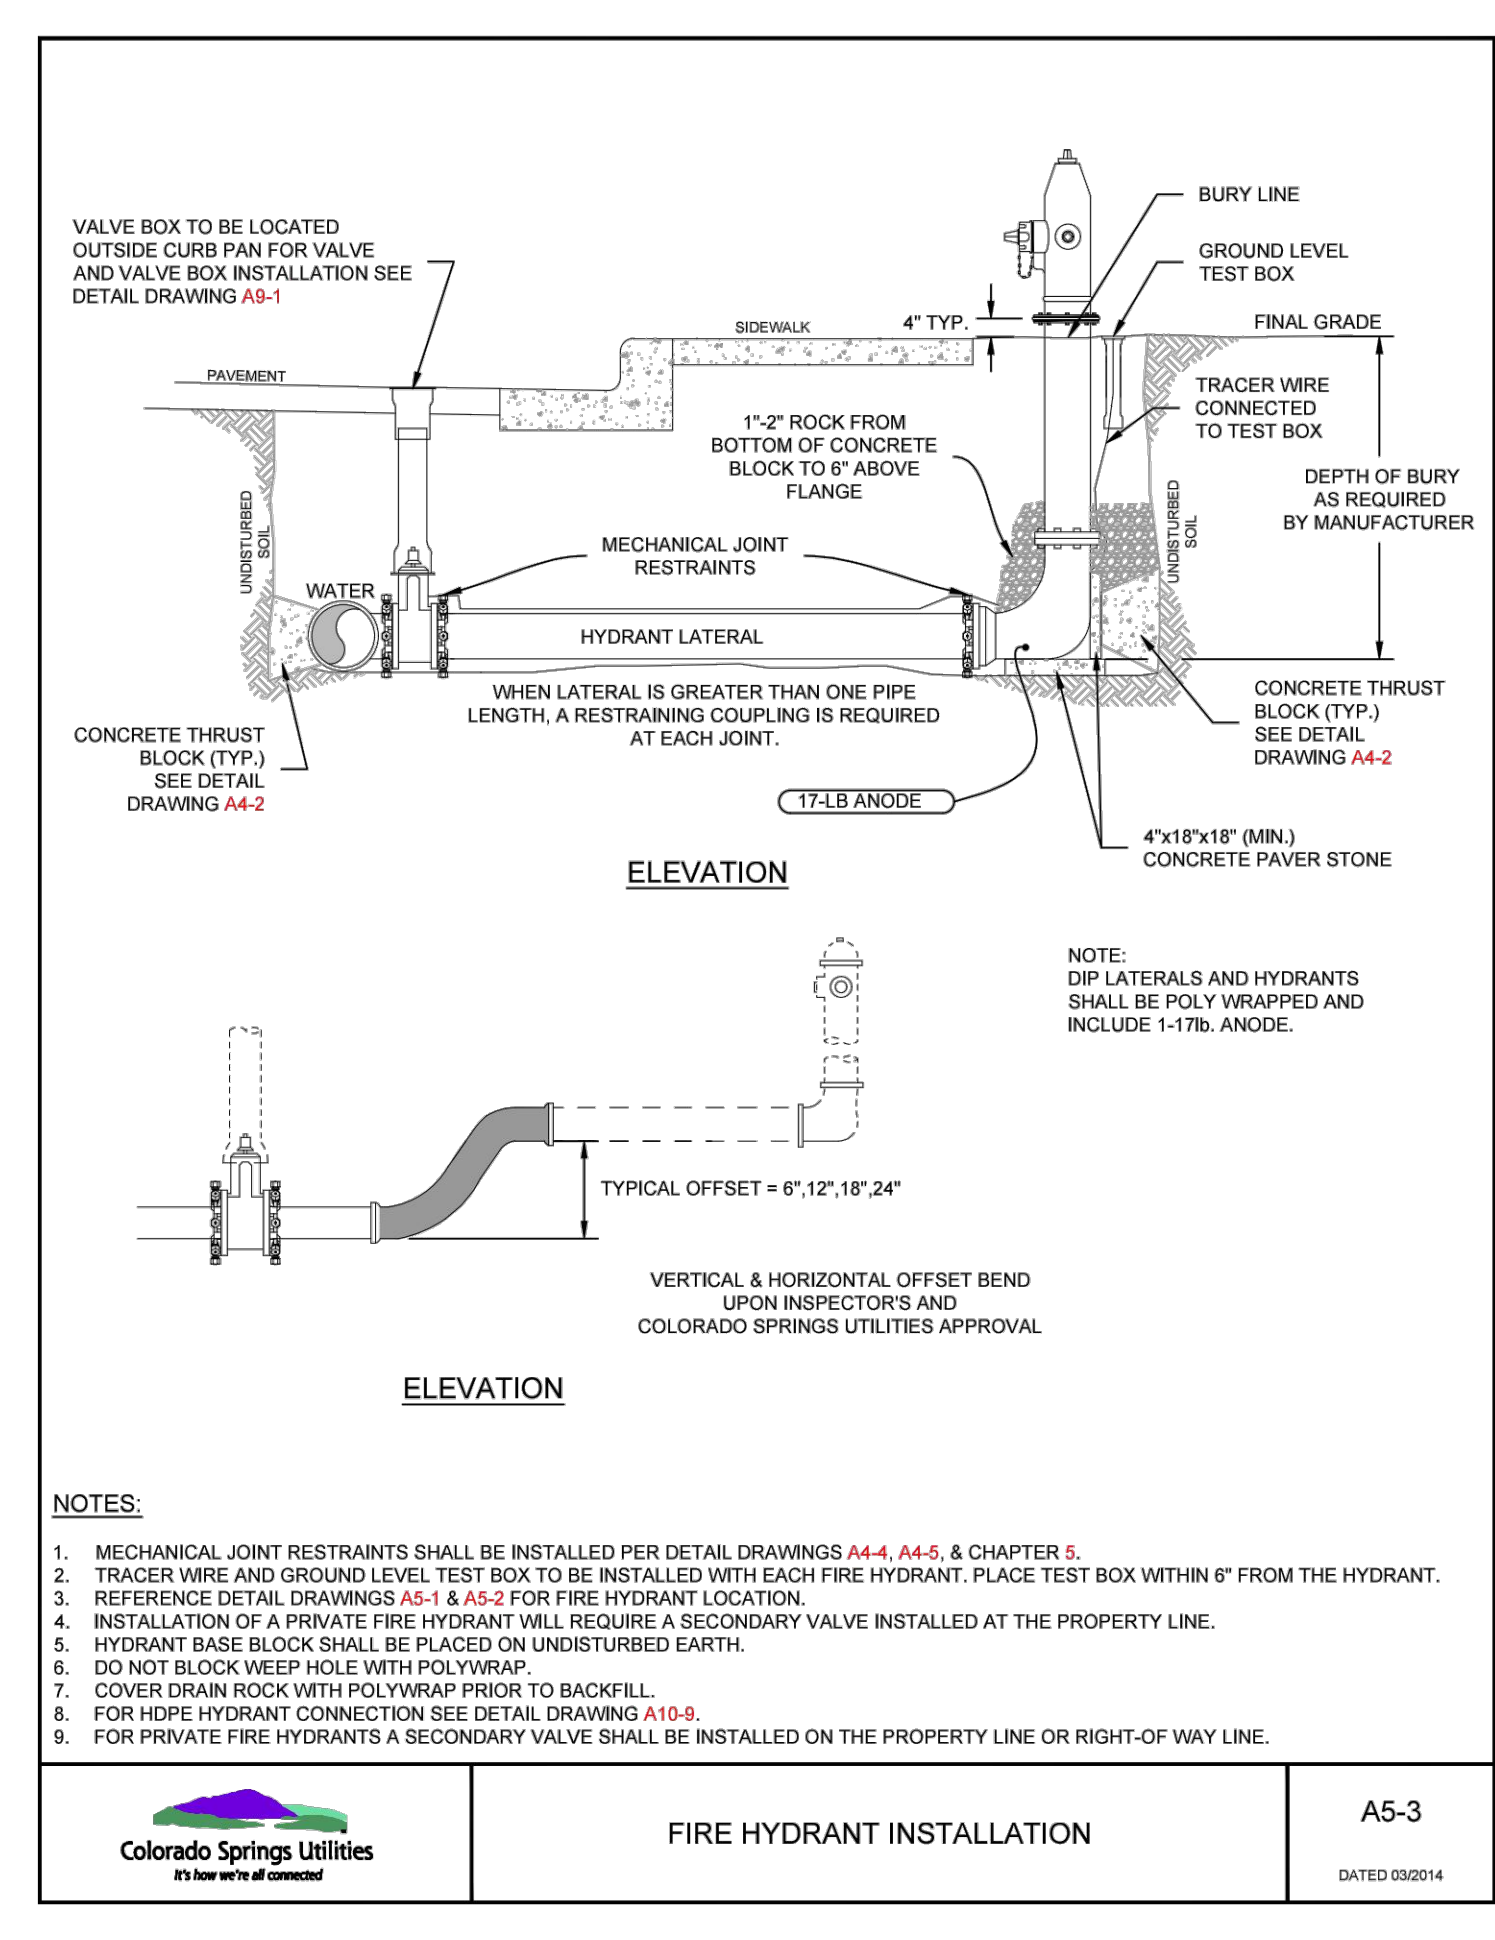 BURY LINE
VALVE BOX TO BE LOCATED
OUTSIDE CURB PAN FOR VALVE
AND VALVE BOX INSTALLATION SEE
DETAIL DRAWING A9-1
GROUND LEVEL
TEST BOX
4" TYP.
SIDEWALK
FINAL GRADE
PAVEMENT
TRACER WIRE
CONNECTED
TO TEST BOX
1"-2" ROCK FROM
BOTTOM OF CONCRETE
BLOCK TO 6" ABOVE
FLANGE
DEPTH OF BURY
AS REQUIRED
BY MANUFACTURER
UNDISTURBED
SOIL
UNDISTURBED
SOIL
MECHANICAL JOINT
RESTRAINTS
WATER
HYDRANT LATERAL
WHEN LATERAL IS GREATER THAN ONE PIPE
LENGTH, A RESTRAINING COUPLING IS REQUIRED
AT EACH JOINT.
CONCRETE THRUST
BLOCK (TYP.)
SEE DETAIL
DRAWING A4-2
CONCRETE THRUST
BLOCK (TYP.)
SEE DETAIL
DRAWING A4-2
17-LB ANODE
4"x18"x18" (MIN.)
CONCRETE PAVER STONE
ELEVATION
NOTE:
DIP LATERALS AND HYDRANTS
SHALL BE POLY WRAPPED AND
INCLUDE 1-17lb. ANODE.
TYPICAL OFFSET = 6",12",18",24"
VERTICAL & HORIZONTAL OFFSET BEND
UPON INSPECTOR'S AND
COLORADO SPRINGS UTILITIES APPROVAL
ELEVATION
NOTES:
1. MECHANICAL JOINT RESTRAINTS SHALL BE INSTALLED PER DETAIL DRAWINGS A4-4, A4-5, & CHAPTER 5.
2. TRACER WIRE AND GROUND LEVEL TEST BOX TO BE INSTALLED WITH EACH FIRE HYDRANT. PLACE TEST BOX WITHIN 6" FROM THE HYDRANT.
3. REFERENCE DETAIL DRAWINGS A5-1 & A5-2 FOR FIRE HYDRANT LOCATION.
4. INSTALLATION OF A PRIVATE FIRE HYDRANT WILL REQUIRE A SECONDARY VALVE INSTALLED AT THE PROPERTY LINE.
5. HYDRANT BASE BLOCK SHALL BE PLACED ON UNDISTURBED EARTH.
6. DO NOT BLOCK WEEP HOLE WITH POLYWRAP.
7. COVER DRAIN ROCK WITH POLYWRAP PRIOR TO BACKFILL.
8. FOR HDPE HYDRANT CONNECTION SEE DETAIL DRAWING A10-9.
9. FOR PRIVATE FIRE HYDRANTS A SECONDARY VALVE SHALL BE INSTALLED ON THE PROPERTY LINE OR RIGHT-OF WAY LINE.
Colorado Springs Utilities
It's how we're all connected
FIRE HYDRANT INSTALLATION
A5-3
DATED 03/2014